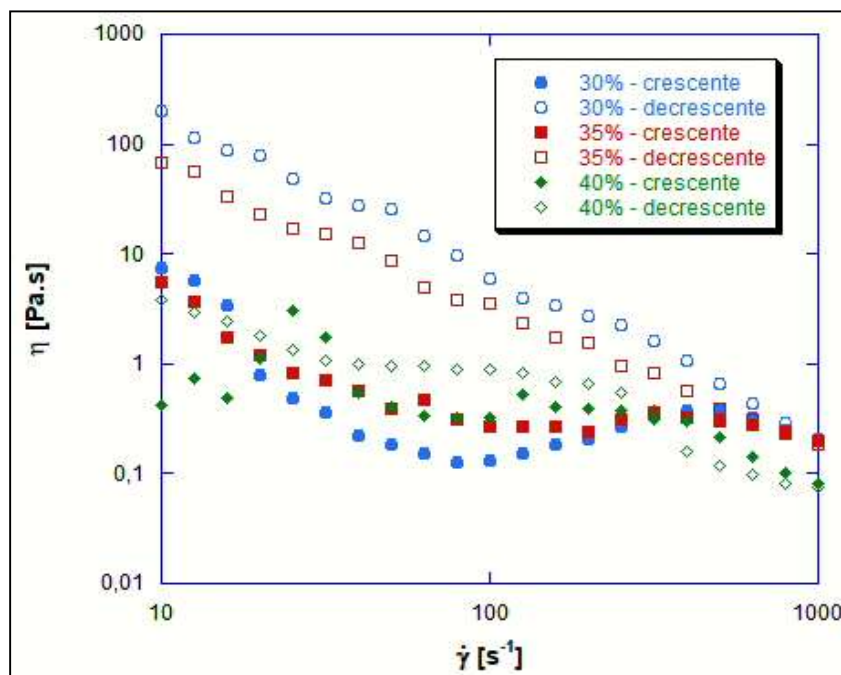 1000
100
10
1
0,1
0,01
η [Pa.s]
30% - crescente
30% - decrescente
35% - crescente
35% - decrescente
40% - crescente
40% - decrescente
10
100
1000
γ̇ [s⁻¹]